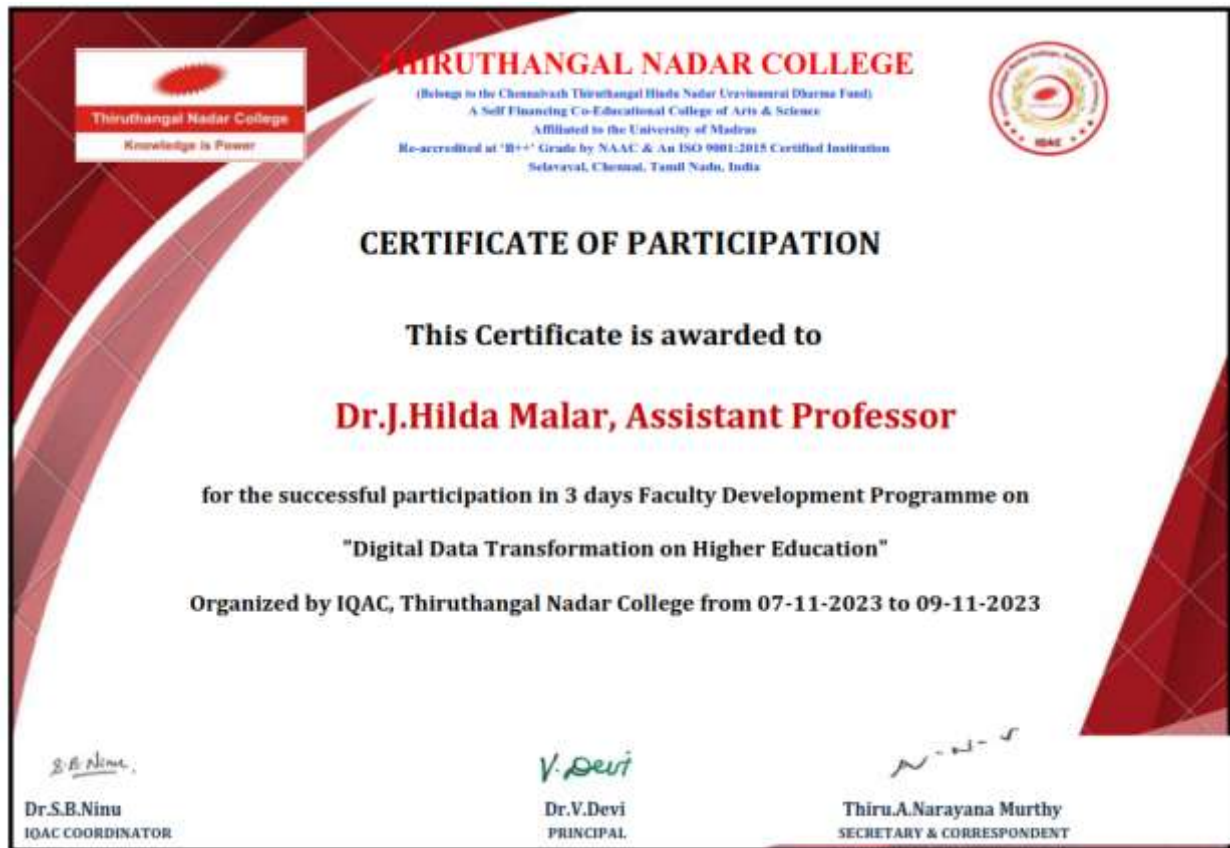 Thiruthangal Nadar College
Knowledge is Power
THIRUTHANGAL NADAR COLLEGE
(Belongs to the Chennaivazh Thiruthangal Hindu Nadar Uravinmurai Dharma Fund)
A Self Financing Co-Educational College of Arts & Science
Affiliated to the University of Madras
Re-accredited at 'B++' Grade by NAAC & An ISO 9001:2015 Certified Institution
Selavayal, Chennai, Tamil Nadu, India
IQAC
CERTIFICATE OF PARTICIPATION
This Certificate is awarded to
Dr.J.Hilda Malar, Assistant Professor
for the successful participation in 3 days Faculty Development Programme on
"Digital Data Transformation on Higher Education"
Organized by IQAC, Thiruthangal Nadar College from 07-11-2023 to 09-11-2023
S.B.Ninu.
V.Devi
Dr.S.B.Ninu
IQAC COORDINATOR
Dr.V.Devi
PRINCIPAL
Thiru.A.Narayana Murthy
SECRETARY & CORRESPONDENT